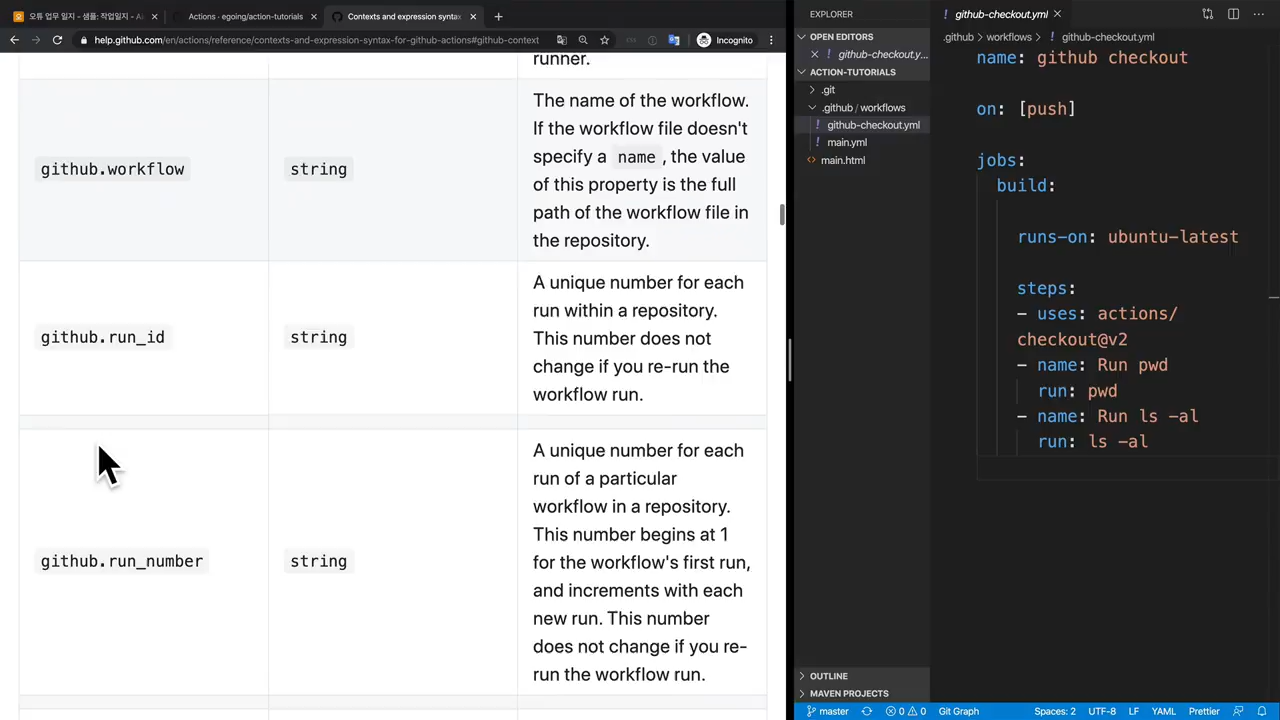 오튜 업무 일지 - 샘플: 작업일지 - Ai
Actions · egoing/action-tutorials
Contexts and expression syntax
help.github.com/en/actions/reference/contexts-and-expression-syntax-for-github-actions#github-context
Incognito
runner.
github.workflow
string
The name of the workflow.
If the workflow file doesn't
specify a name, the value
of this property is the full
path of the workflow file in
the repository.
github.run_id
string
A unique number for each
run within a repository.
This number does not
change if you re-run the
workflow run.
github.run_number
string
A unique number for each
run of a particular
workflow in a repository.
This number begins at 1
for the workflow's first run,
and increments with each
new run. This number
does not change if you re-
run the workflow run.
EXPLORER
OPEN EDITORS
github-checkout.y...
ACTION-TUTORIALS
.git
.github / workflows
github-checkout.yml
main.yml
main.html
OUTLINE
MAVEN PROJECTS
github-checkout.yml
.github > workflows > github-checkout.yml
name: github checkout
on: [push]
jobs:
build:
runs-on: ubuntu-latest
steps:
- uses: actions/
checkout@v2
- name: Run pwd
run: pwd
- name: Run ls -al
run: ls -al
master
0 0
Git Graph
Spaces: 2
UTF-8
LF
YAML
Prettier